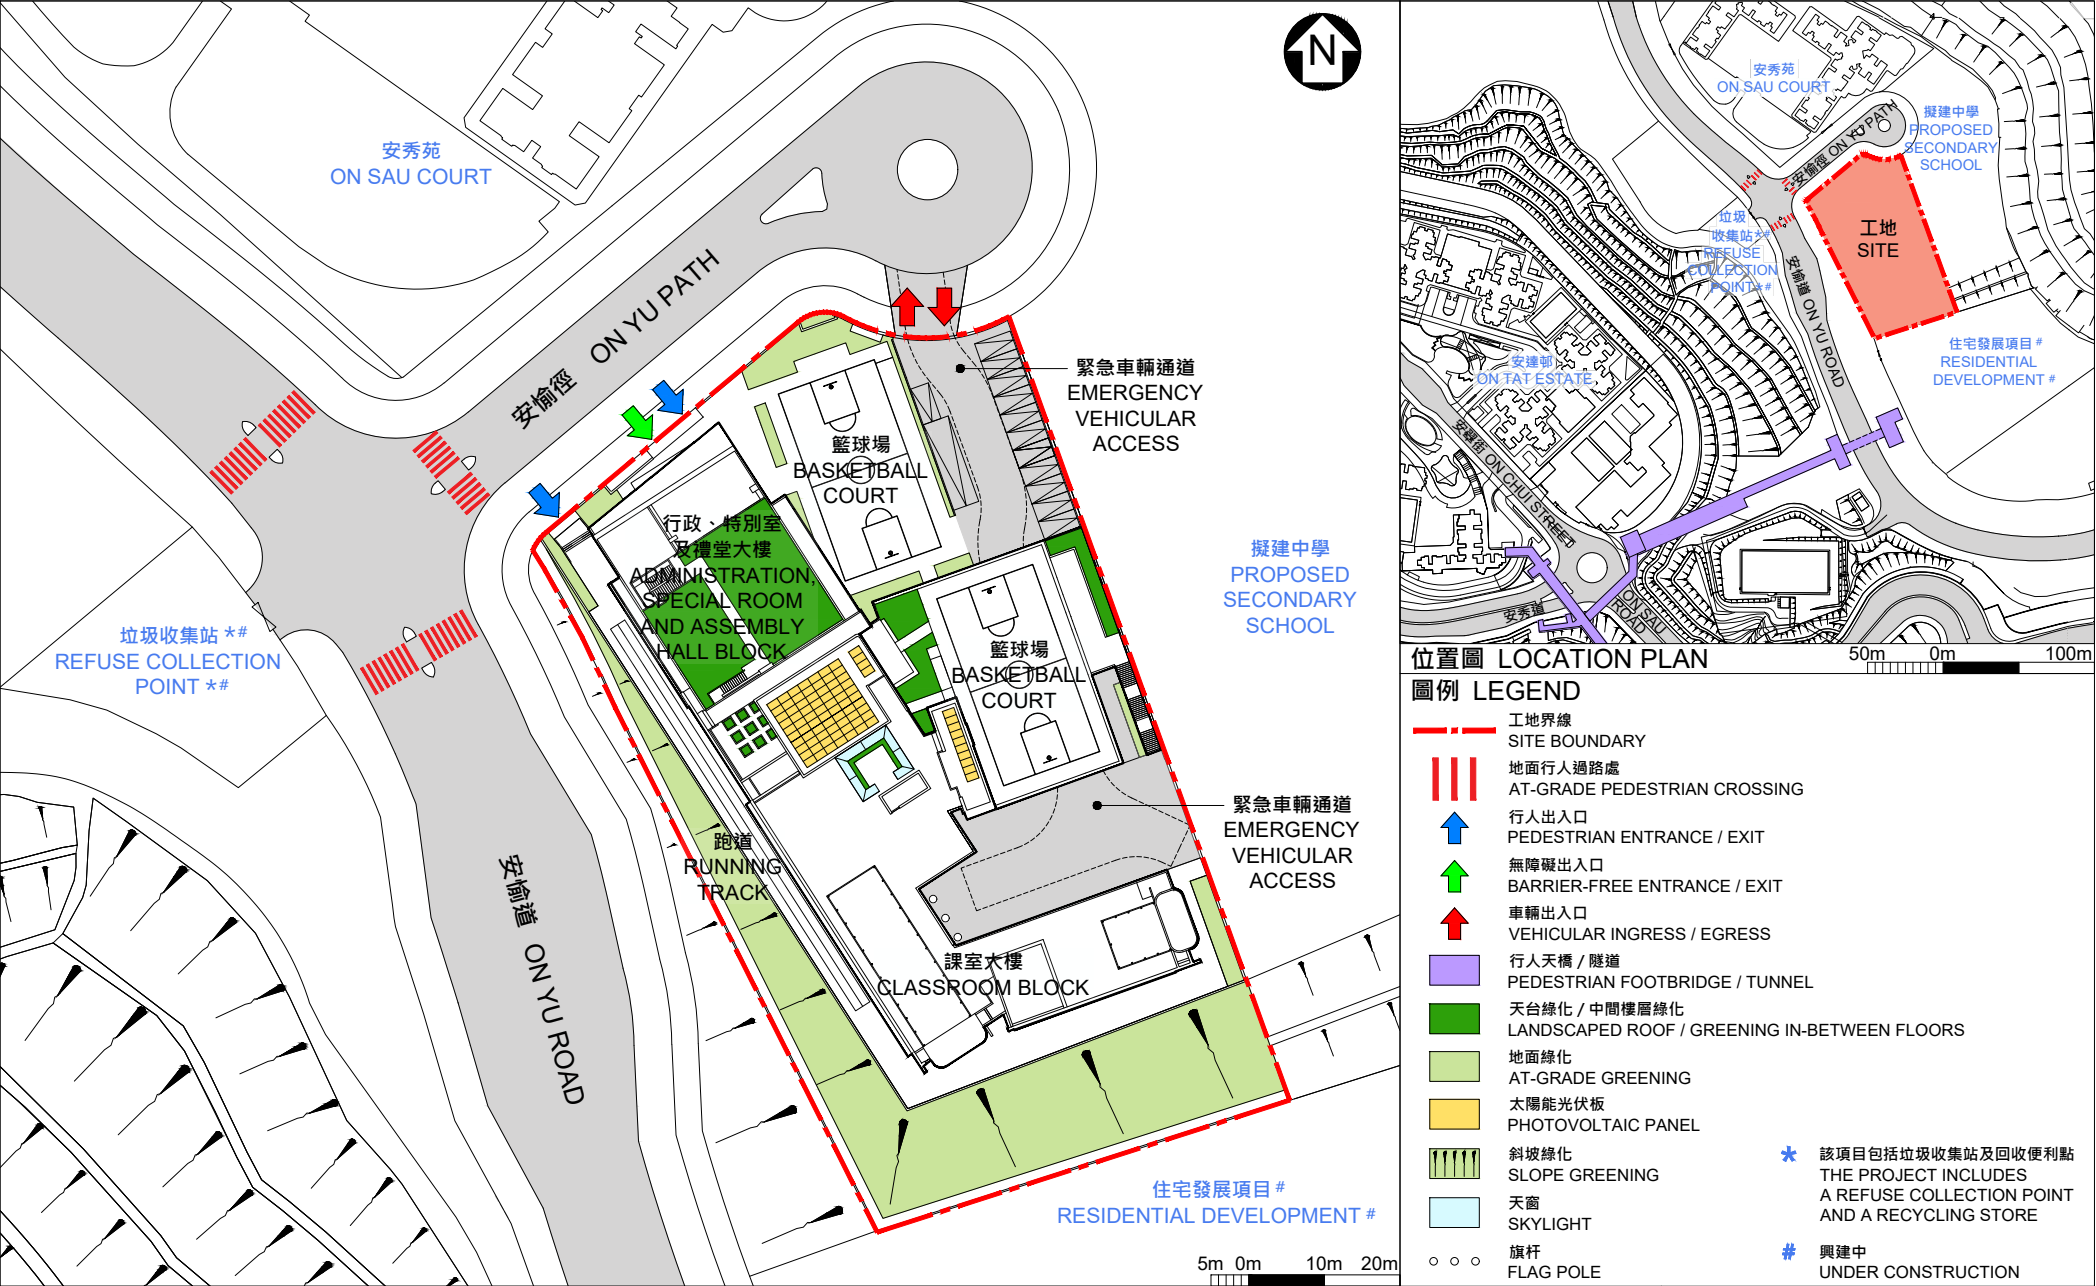 N
安秀苑
ON SAU COURT
安愉徑 ON YU PATH
緊急車輛通道
EMERGENCY
VEHICULAR
ACCESS
籃球場
BASKETBALL
COURT
行政、特別室
及禮堂大樓
ADMINISTRATION,
SPECIAL ROOM
AND ASSEMBLY
HALL BLOCK
擬建中學
PROPOSED
SECONDARY
SCHOOL
垃圾收集站 *#
REFUSE COLLECTION
POINT *#
籃球場
BASKETBALL
COURT
緊急車輛通道
EMERGENCY
VEHICULAR
ACCESS
跑道
RUNNING
TRACK
安愉道 ON YU ROAD
課室大樓
CLASSROOM BLOCK
住宅發展項目 #
RESIDENTIAL DEVELOPMENT #
5m 0m 10m 20m
安秀苑
ON SAU COURT
安愉徑 ON YU PATH
擬建中學
PROPOSED
SECONDARY
SCHOOL
工地
SITE
垃圾
收集站*#
REFUSE
COLLECTION
POINT*#
安愉道 ON YU ROAD
住宅發展項目 #
RESIDENTIAL
DEVELOPMENT #
安達邨
ON TAT ESTATE
安翠街 ON CHUI STREET
安秀道
ON SAU
ROAD
位置圖 LOCATION PLAN
50m 0m 100m
圖例 LEGEND
工地界線
SITE BOUNDARY
地面行人過路處
AT-GRADE PEDESTRIAN CROSSING
行人出入口
PEDESTRIAN ENTRANCE / EXIT
無障礙出入口
BARRIER-FREE ENTRANCE / EXIT
車輛出入口
VEHICULAR INGRESS / EGRESS
行人天橋 / 隧道
PEDESTRIAN FOOTBRIDGE / TUNNEL
天台綠化 / 中間樓層綠化
LANDSCAPED ROOF / GREENING IN-BETWEEN FLOORS
地面綠化
AT-GRADE GREENING
太陽能光伏板
PHOTOVOLTAIC PANEL
斜坡綠化
SLOPE GREENING
天窗
SKYLIGHT
旗杆
FLAG POLE
* 該項目包括垃圾收集站及回收便利點
THE PROJECT INCLUDES
A REFUSE COLLECTION POINT
AND A RECYCLING STORE
# 興建中
UNDER CONSTRUCTION